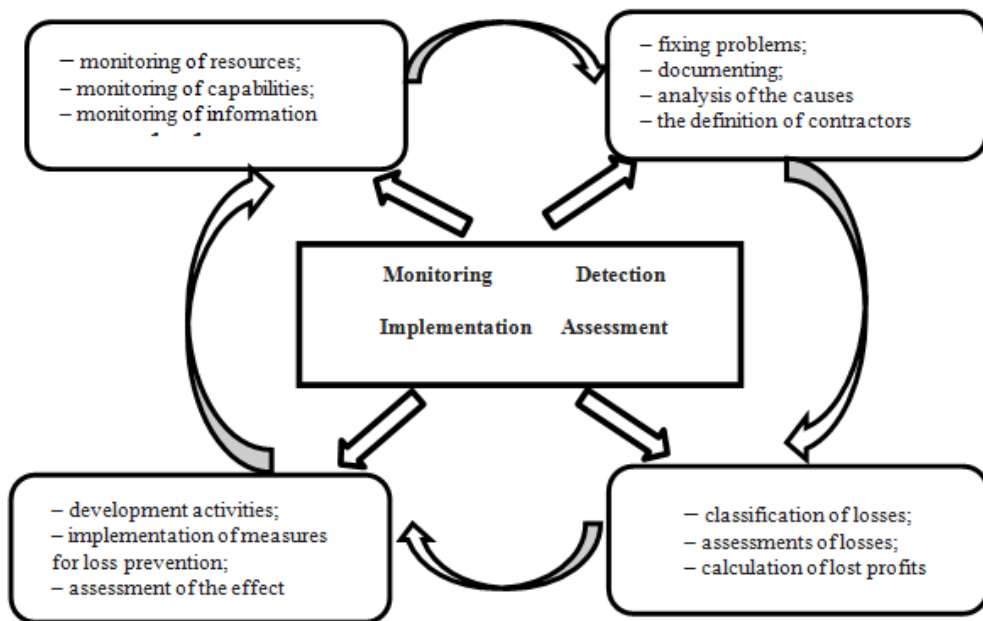 – monitoring of resources;
– monitoring of capabilities;
– monitoring of information
– fixing problems;
– documenting;
– analysis of the causes
– the definition of contractors
Monitoring Detection
Implementation Assessment
– development activities;
– implementation of measures
for loss prevention;
– assessment of the effect
– classification of losses;
– assessments of losses;
– calculation of lost profits